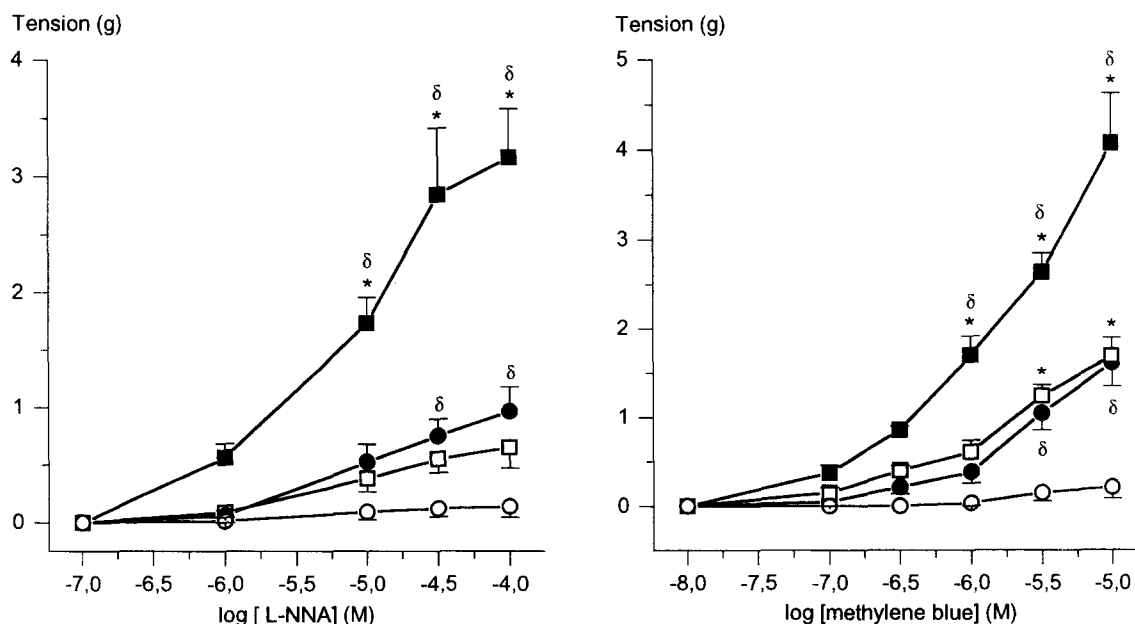 Tension (g)
4
3
2
1
0
δ
*
δ
*
δ
*
δ
δ
-7,0 -6,5 -6,0 -5,5 -5,0 -4,5 -4,0
log [ L-NNA] (M)
Tension (g)
5
4
3
2
1
0
δ
*
δ
*
δ
*
*
*
δ
δ
-8,0 -7,0 -6,5 -6,0 -5,5 -5,0
log [methylene blue] (M)